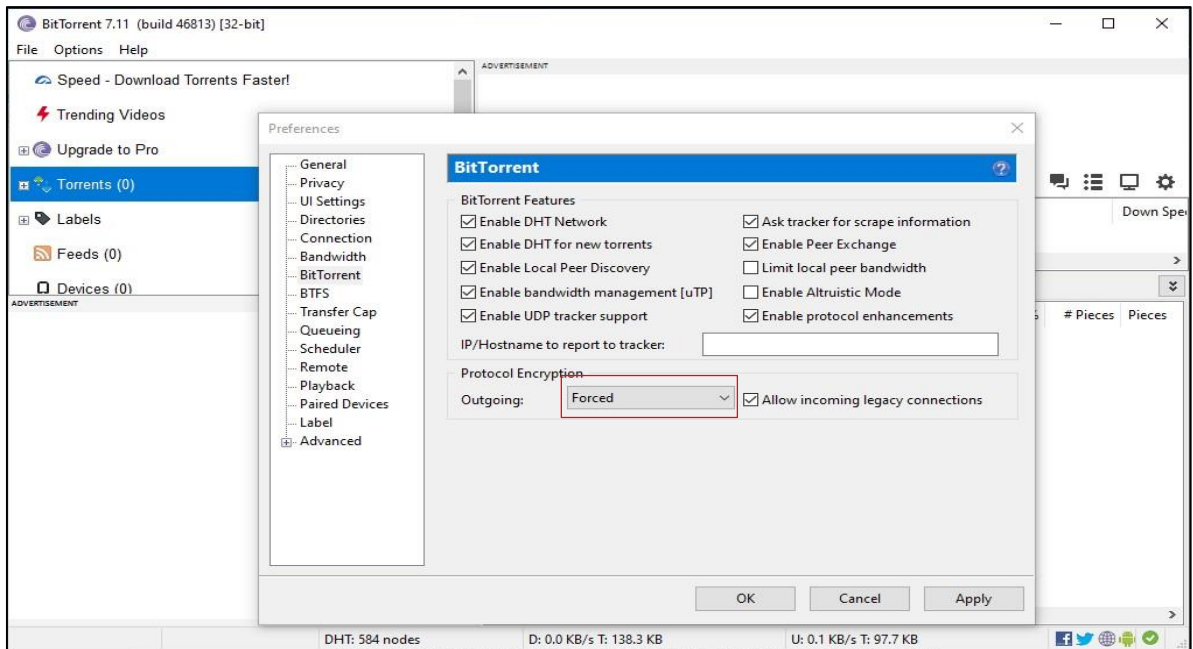 BitTorrent 7.11 (build 46813) [32-bit]
File Options Help
Speed - Download Torrents Faster!
Trending Videos
Upgrade to Pro
Torrents (0)
Labels
Feeds (0)
Devices (0)
ADVERTISEMENT
ADVERTISEMENT
Down Spe
# Pieces Pieces
Preferences
General
Privacy
UI Settings
Directories
Connection
Bandwidth
BitTorrent
BTFS
Transfer Cap
Queueing
Scheduler
Remote
Playback
Paired Devices
Label
Advanced
BitTorrent
BitTorrent Features
Enable DHT Network
Ask tracker for scrape information
Enable DHT for new torrents
Enable Peer Exchange
Enable Local Peer Discovery
Limit local peer bandwidth
Enable bandwidth management [uTP]
Enable Altruistic Mode
Enable UDP tracker support
Enable protocol enhancements
IP/Hostname to report to tracker:
Protocol Encryption
Outgoing: Forced
Allow incoming legacy connections
OK Cancel Apply
DHT: 584 nodes D: 0.0 KB/s T: 138.3 KB U: 0.1 KB/s T: 97.7 KB